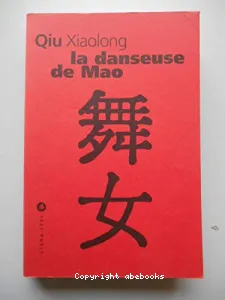 Qiu Xiaolong
la danseuse
de Mao
舞
女
Copyright abebooks